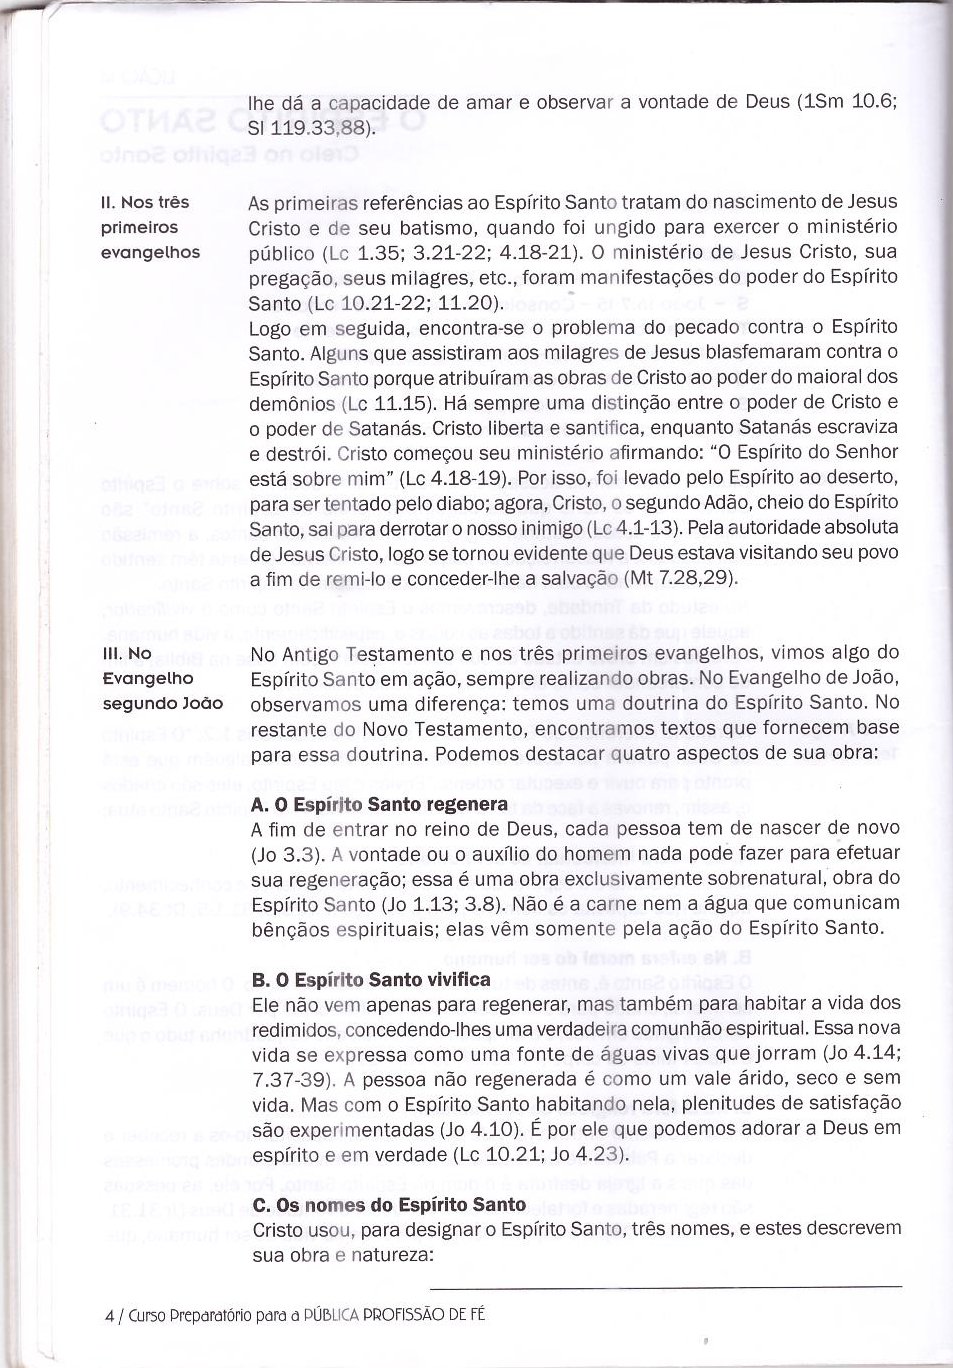 lhe dá a capacidade de amar e observar a vontade de Deus (1Sm 10.6;
Sl 119.33,88).
II. Nos três
primeiros
evangelhos
As primeiras referências ao Espírito Santo tratam do nascimento de Jesus
Cristo e de seu batismo, quando foi ungido para exercer o ministério
público (Lc 1.35; 3.21-22; 4.18-21). O ministério de Jesus Cristo, sua
pregação, seus milagres, etc., foram manifestações do poder do Espírito
Santo (Lc 10.21-22; 11.20).
Logo em seguida, encontra-se o problema do pecado contra o Espírito
Santo. Alguns que assistiram aos milagres de Jesus blasfemaram contra o
Espírito Santo porque atribuíram as obras de Cristo ao poder do maioral dos
demônios (Lc 11.15). Há sempre uma distinção entre o poder de Cristo e
o poder de Satanás. Cristo liberta e santifica, enquanto Satanás escraviza
e destrói. Cristo começou seu ministério afirmando: “O Espírito do Senhor
está sobre mim” (Lc 4.18-19). Por isso, foi levado pelo Espírito ao deserto,
para ser tentado pelo diabo; agora, Cristo, o segundo Adão, cheio do Espírito
Santo, sai para derrotar o nosso inimigo (Lc 4.1-13). Pela autoridade absoluta
de Jesus Cristo, logo se tornou evidente que Deus estava visitando seu povo
a fim de remi-lo e conceder-lhe a salvação (Mt 7.28,29).
III. No
Evangelho
segundo João
No Antigo Testamento e nos três primeiros evangelhos, vimos algo do
Espírito Santo em ação, sempre realizando obras. No Evangelho de João,
observamos uma diferença: temos uma doutrina do Espírito Santo. No
restante do Novo Testamento, encontramos textos que fornecem base
para essa doutrina. Podemos destacar quatro aspectos de sua obra:
A. O Espírito Santo regenera
A fim de entrar no reino de Deus, cada pessoa tem de nascer de novo
(Jo 3.3). A vontade ou o auxílio do homem nada pode fazer para efetuar
sua regeneração; essa é uma obra exclusivamente sobrenatural, obra do
Espírito Santo (Jo 1.13; 3.8). Não é a carne nem a água que comunicam
bênçãos espirituais; elas vêm somente pela ação do Espírito Santo.
B. O Espírito Santo vivifica
Ele não vem apenas para regenerar, mas também para habitar a vida dos
redimidos, concedendo-lhes uma verdadeira comunhão espiritual. Essa nova
vida se expressa como uma fonte de águas vivas que jorram (Jo 4.14;
7.37-39). A pessoa não regenerada é como um vale árido, seco e sem
vida. Mas com o Espírito Santo habitando nela, plenitudes de satisfação
são experimentadas (Jo 4.10). É por ele que podemos adorar a Deus em
espírito e em verdade (Lc 10.21; Jo 4.23).
C. Os nomes do Espírito Santo
Cristo usou, para designar o Espírito Santo, três nomes, e estes descrevem
sua obra e natureza:
4 / Curso Preparatório para a PÚBLICA PROFISSÃO DE FÉ